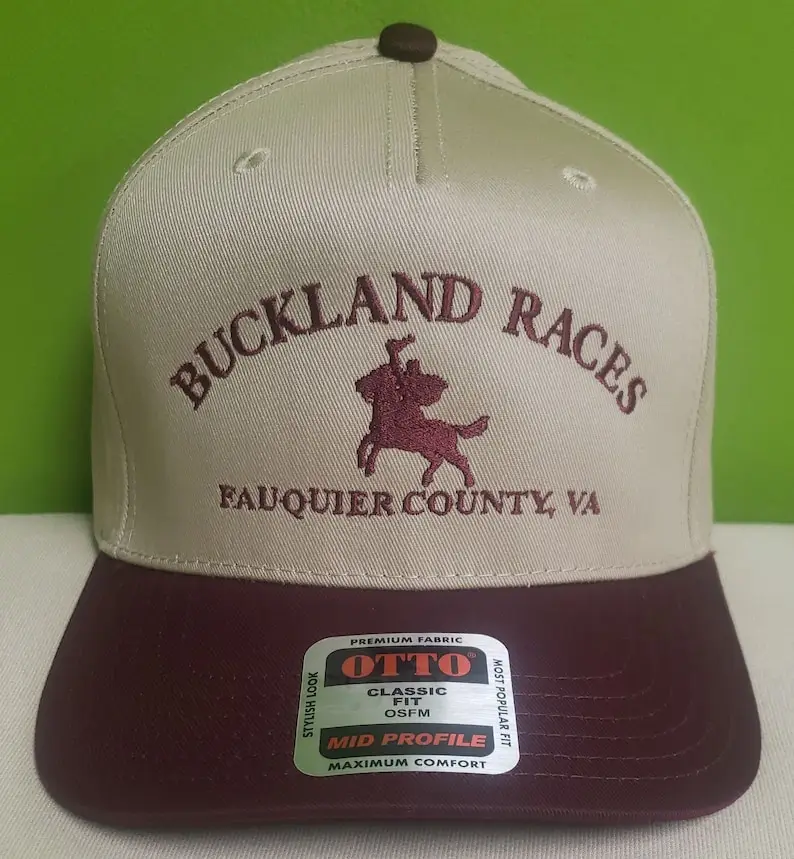 BUCKLAND RACES
FAUQUIER COUNTY, VA
PREMIUM FABRIC
OTTO®
CLASSIC
FIT
OSFM
MID PROFILE
MAXIMUM COMFORT
STYLISH LOOK
MOST POPULAR FIT